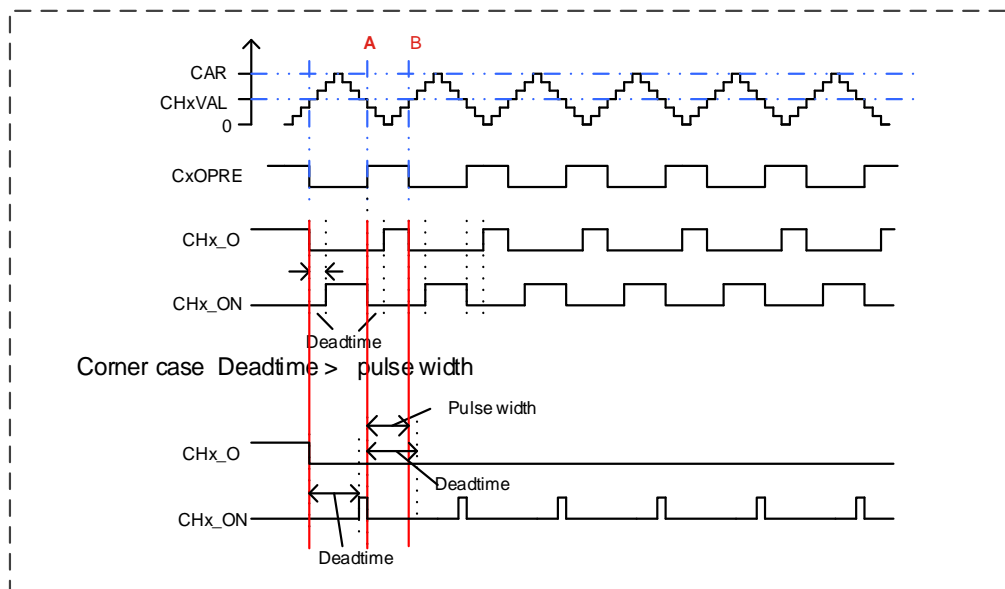 A B
CAR
CHxVAL
0
CxOPRE
CHx_O
CHx_ON
Deadtime
Corner case Deadtime > pulse width
Pulse width
CHx_O
Deadtime
CHx_ON
Deadtime